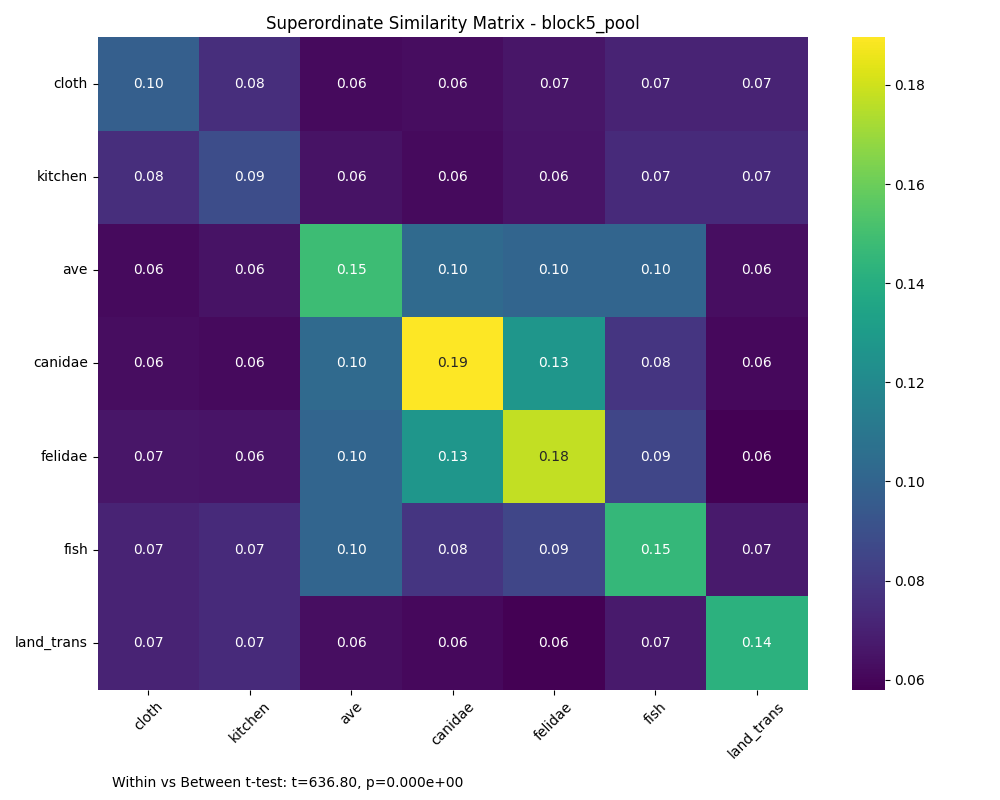 Superordinate Similarity Matrix - block5_pool
cloth 0.10 0.08 0.06 0.06 0.07 0.07 0.07
kitchen 0.08 0.09 0.06 0.06 0.06 0.07 0.07
ave 0.06 0.06 0.15 0.10 0.10 0.10 0.06
canidae 0.06 0.06 0.10 0.19 0.13 0.08 0.06
felidae 0.07 0.06 0.10 0.13 0.18 0.09 0.06
fish 0.07 0.07 0.10 0.08 0.09 0.15 0.07
land_trans 0.07 0.07 0.06 0.06 0.06 0.07 0.14
cloth kitchen ave canidae felidae fish land_trans
0.18
0.16
0.14
0.12
0.10
0.08
0.06
Within vs Between t-test: t=636.80, p=0.000e+00